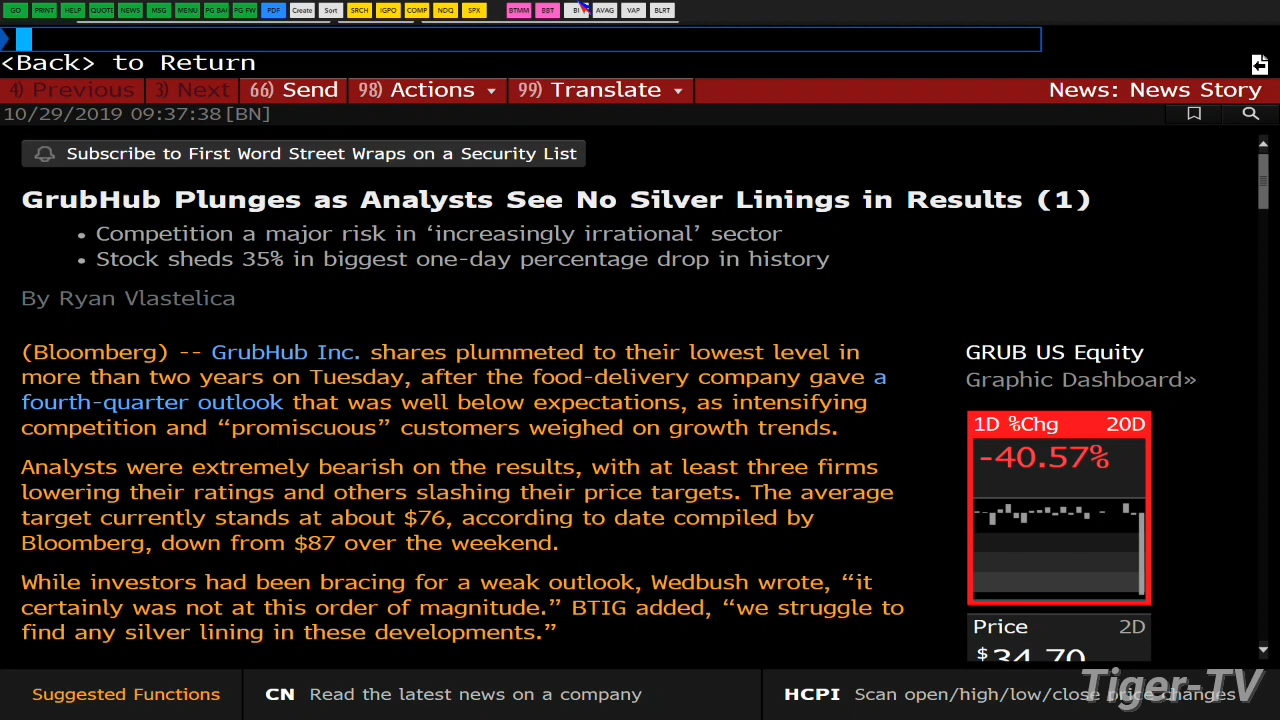 GO PRINT HELP QUOTE NEWS MSG MENU PG BA PG FW PDF Create Sort SRCH IGPO COMP NDQ SPX BTMM BBT BI AVAG VAP BLRT
<Back> to Return
4) Previous 3) Next 66) Send 98) Actions 99) Translate News: News Story
10/29/2019 09:37:38 [BN]
Subscribe to First Word Street Wraps on a Security List
GrubHub Plunges as Analysts See No Silver Linings in Results (1)
• Competition a major risk in ‘increasingly irrational’ sector
• Stock sheds 35% in biggest one-day percentage drop in history
By Ryan Vlastelica
(Bloomberg) -- GrubHub Inc. shares plummeted to their lowest level in
more than two years on Tuesday, after the food-delivery company gave a
fourth-quarter outlook that was well below expectations, as intensifying
competition and “promiscuous” customers weighed on growth trends.
Analysts were extremely bearish on the results, with at least three firms
lowering their ratings and others slashing their price targets. The average
target currently stands at about $76, according to date compiled by
Bloomberg, down from $87 over the weekend.
While investors had been bracing for a weak outlook, Wedbush wrote, “it
certainly was not at this order of magnitude.” BTIG added, “we struggle to
find any silver lining in these developments.”
GRUB US Equity
Graphic Dashboard»
1D %Chg 20D
-40.57%
Price 2D
$34.70
Suggested Functions CN Read the latest news on a company HCPI Scan open/high/low/close price changes
Tiger-TV